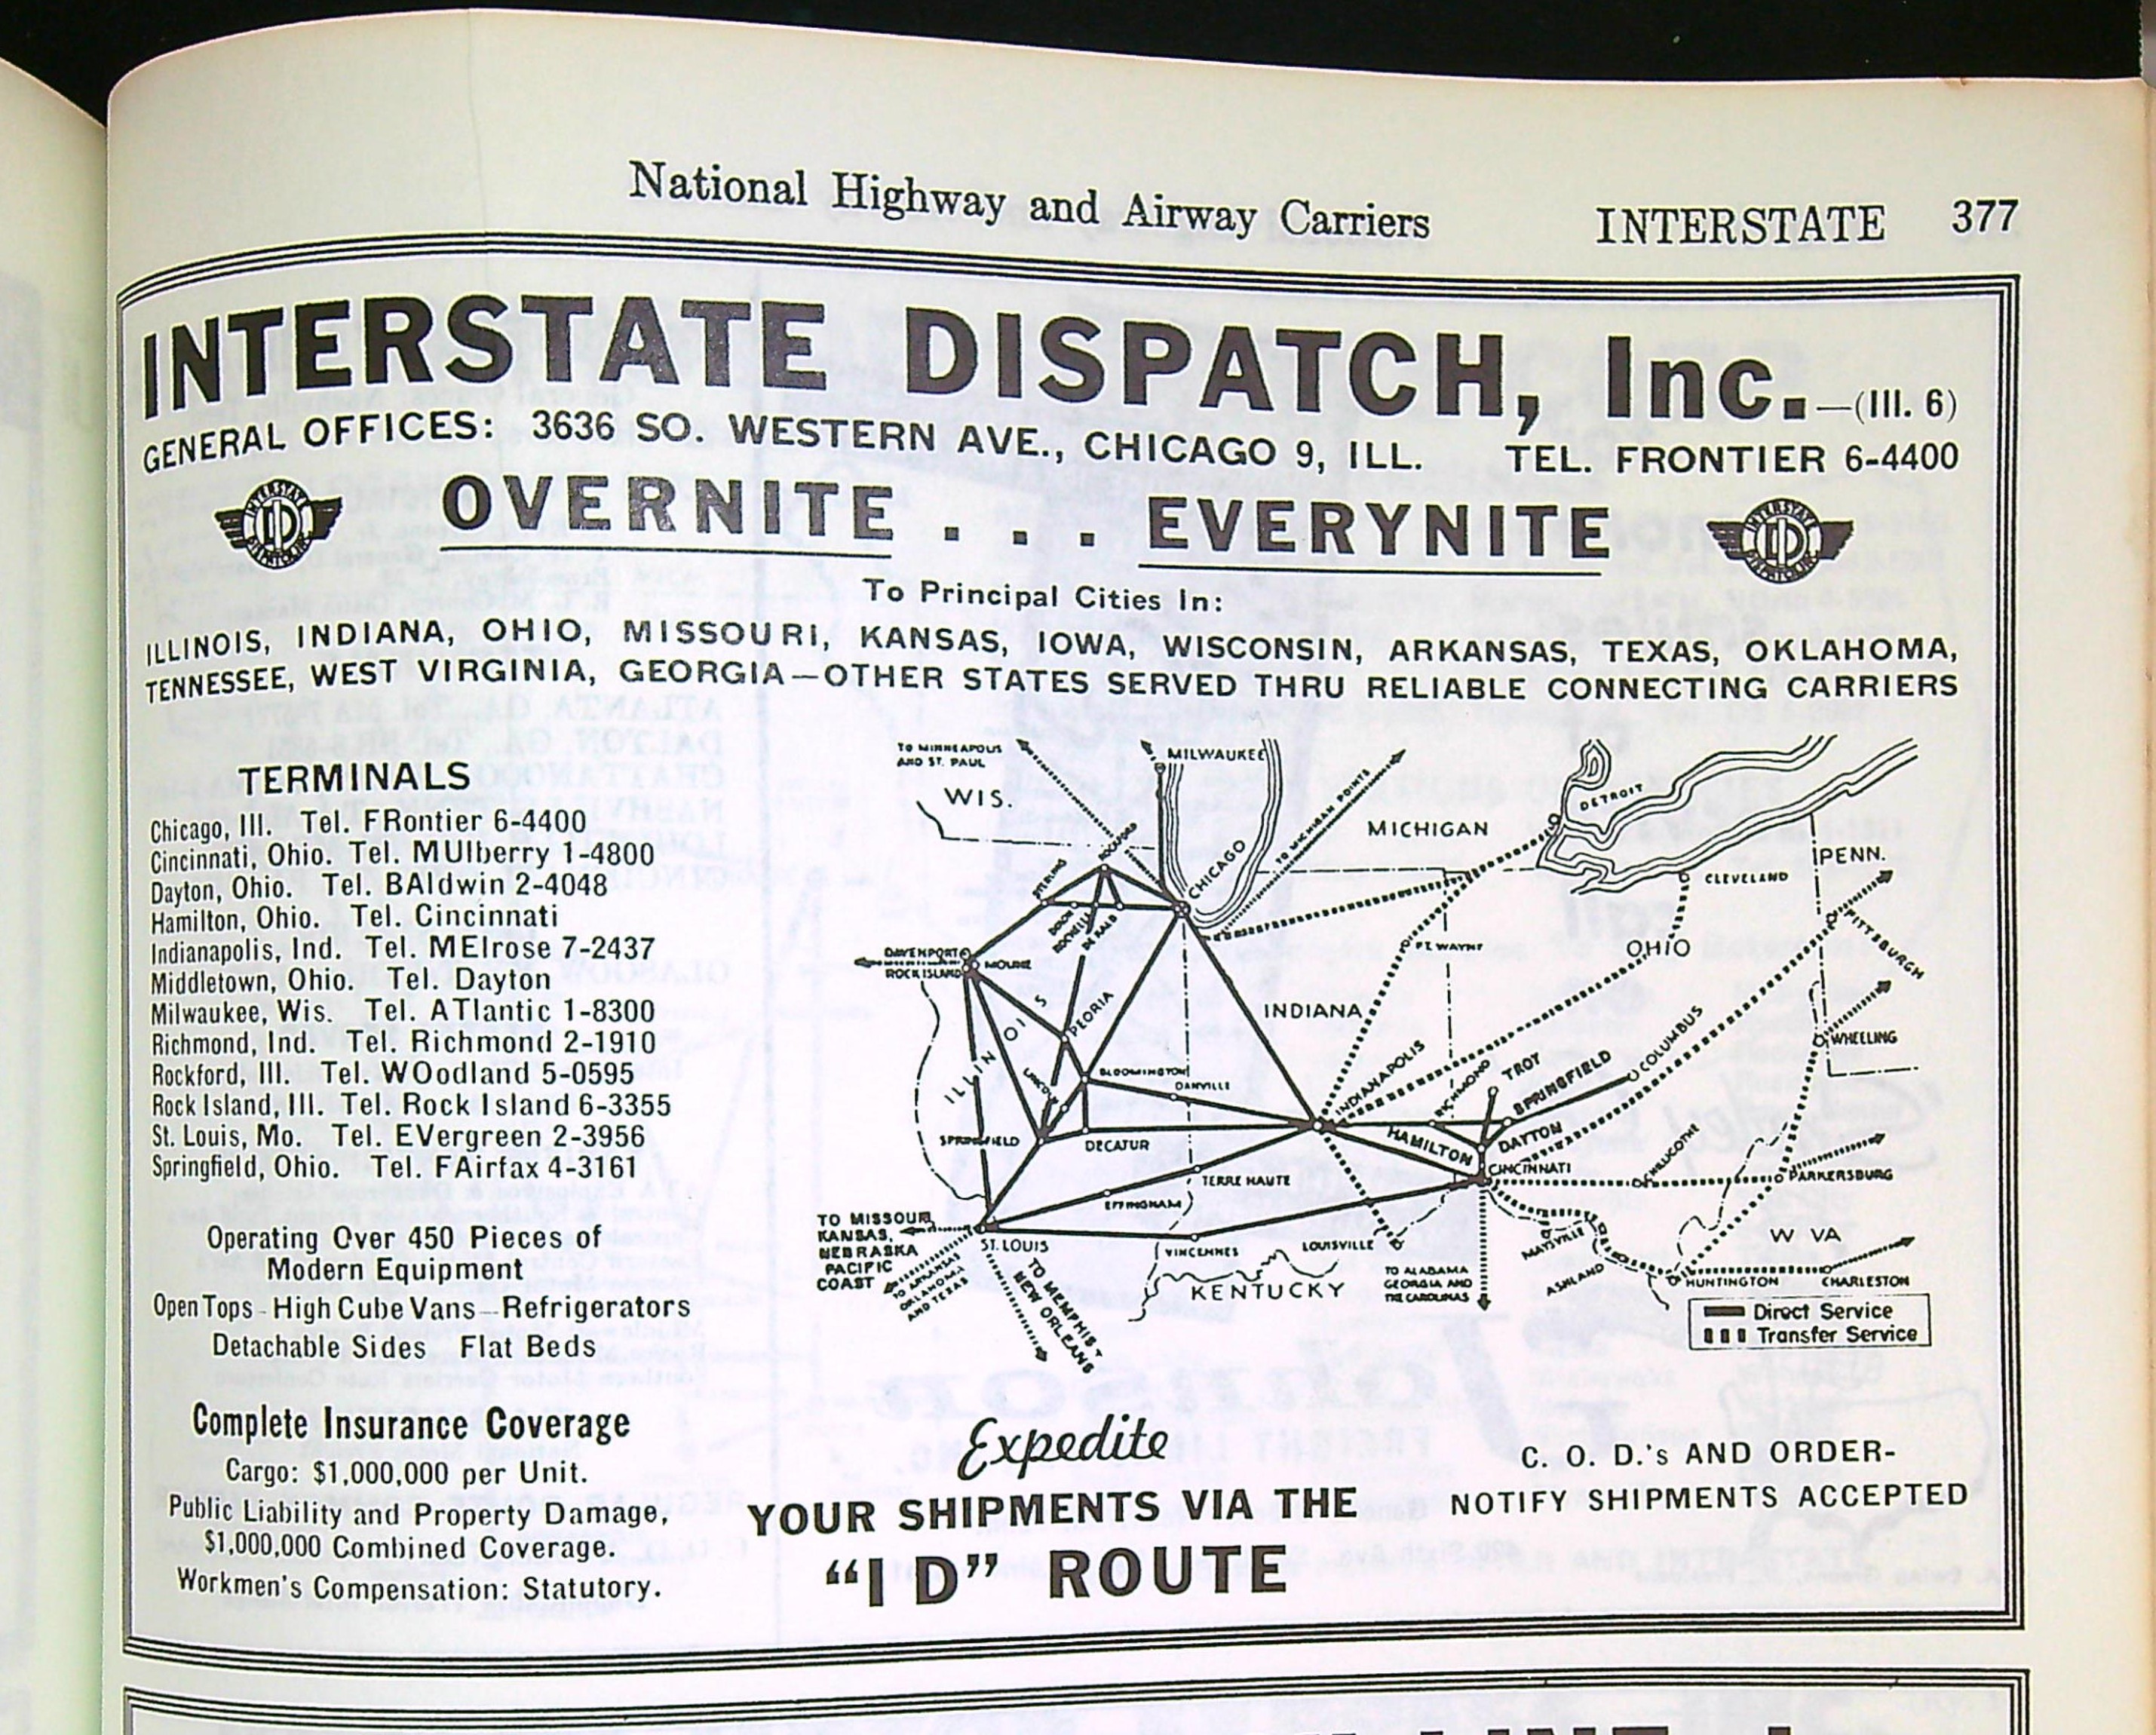 National Highway and Airway Carriers INTERSTATE 377
INTERSTATE DISPATCH, Inc.—(Ill. 6)
GENERAL OFFICES: 3636 SO. WESTERN AVE., CHICAGO 9, ILL. TEL. FRONTIER 6-4400
INTERSTATE ID DISPATCH, INC.
OVERNITE . . . EVERYNITE
INTERSTATE ID DISPATCH, INC.
To Principal Cities In:
ILLINOIS, INDIANA, OHIO, MISSOURI, KANSAS, IOWA, WISCONSIN, ARKANSAS, TEXAS, OKLAHOMA,
TENNESSEE, WEST VIRGINIA, GEORGIA—OTHER STATES SERVED THRU RELIABLE CONNECTING CARRIERS
TERMINALS
Chicago, Ill. Tel. FRontier 6-4400
Cincinnati, Ohio. Tel. MUlberry 1-4800
Dayton, Ohio. Tel. BAldwin 2-4048
Hamilton, Ohio. Tel. Cincinnati
Indianapolis, Ind. Tel. MElrose 7-2437
Middletown, Ohio. Tel. Dayton
Milwaukee, Wis. Tel. ATlantic 1-8300
Richmond, Ind. Tel. Richmond 2-1910
Rockford, Ill. Tel. WOodland 5-0595
Rock Island, Ill. Tel. Rock Island 6-3355
St. Louis, Mo. Tel. EVergreen 2-3956
Springfield, Ohio. Tel. FAirfax 4-3161
Operating Over 450 Pieces of
Modern Equipment
Open Tops - High Cube Vans—Refrigerators
Detachable Sides Flat Beds
Complete Insurance Coverage
Cargo: $1,000,000 per Unit.
Public Liability and Property Damage,
$1,000,000 Combined Coverage.
Workmen's Compensation: Statutory.
TO MINNEAPOLIS
AND ST. PAUL
MILWAUKEE
WIS.
ROCKFORD
STERLING
DIXON
ROCHELLE
DE KALB
CHICAGO
TO MICHIGAN POINTS
MICHIGAN
DETROIT
CLEVELAND
PENN.
PITTSBURGH
OHIO
FT. WAYNE
DAVENPORT
ROCK ISLAND
MOLINE
ILLINOIS
PEORIA
INDIANA
BLOOMINGTON
DANVILLE
LINCOLN
SPRINGFIELD
DECATUR
INDIANAPOLIS
RICHMOND
TROY
SPRINGFIELD
COLUMBUS
WHEELING
HAMILTON
DAYTON
CINCINNATI
CHILLICOTHE
PARKERSBURG
TERRE HAUTE
EFFINGHAM
TO MISSOURI,
KANSAS,
NEBRASKA
PACIFIC
COAST
TO ARKANSAS
OKLAHOMA
AND TEXAS
ST. LOUIS
TO MEMPHIS
NEW ORLEANS
VINCENNES
LOUISVILLE
KENTUCKY
TO ALABAMA
GEORGIA AND
THE CAROLINAS
MAYSVILLE
ASHLAND
W VA
HUNTINGTON
CHARLESTON
Direct Service
Transfer Service
Expedite
YOUR SHIPMENTS VIA THE
"ID" ROUTE
C. O. D.'s AND ORDER-
NOTIFY SHIPMENTS ACCEPTED